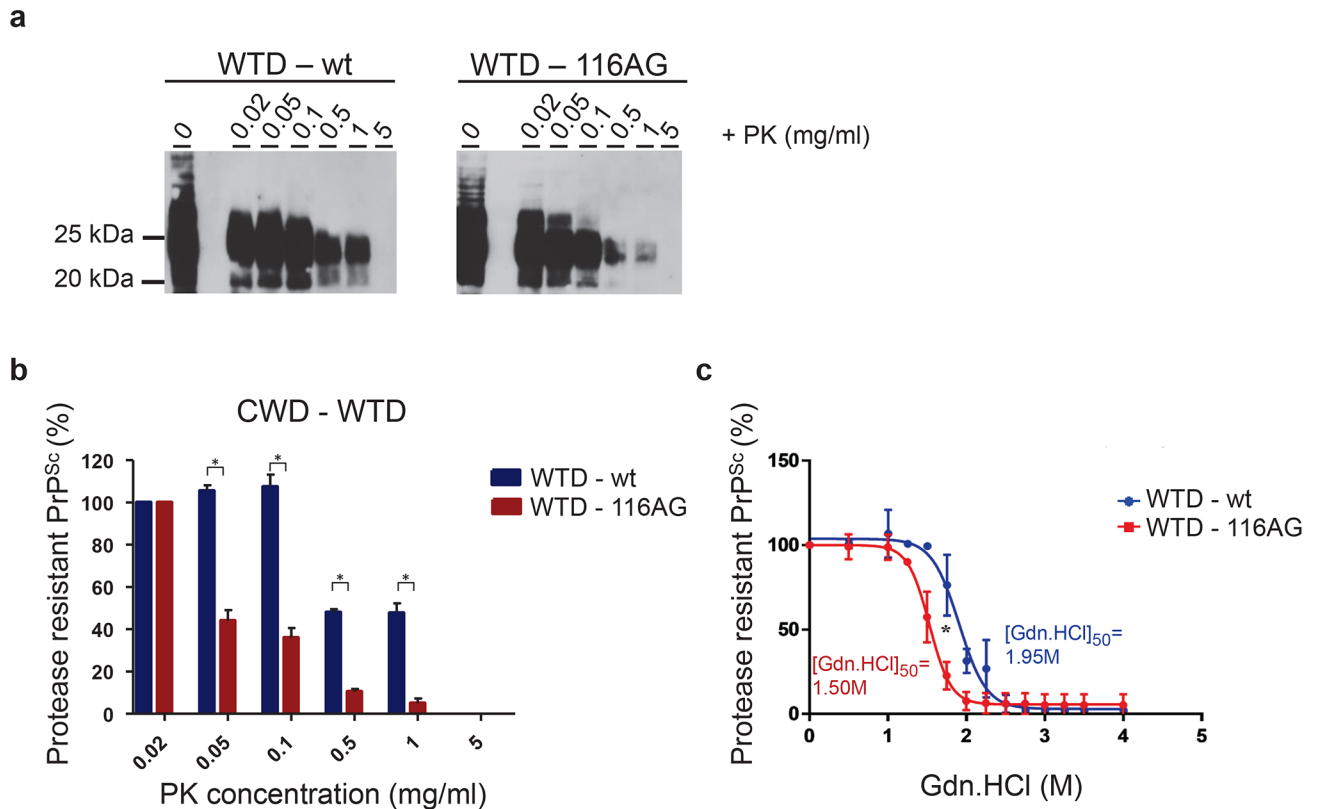 a
WTD – wt
WTD – 116AG
0 0.02 0.05 0.1 0.5 1 5
0 0.02 0.05 0.1 0.5 1 5
+ PK (mg/ml)
25 kDa
20 kDa
b
CWD - WTD
Protease resistant PrPSc (%)
120
100
80
60
40
20
0
* * * *
0.02 0.05 0.1 0.5 1 5
PK concentration (mg/ml)
WTD - wt
WTD - 116AG
c
Protease resistant PrPSc (%)
150
100
50
0
WTD - wt
WTD - 116AG
*
[Gdn.HCl]50=
1.95M
[Gdn.HCl]50=
1.50M
0 1 2 3 4 5
Gdn.HCl (M)